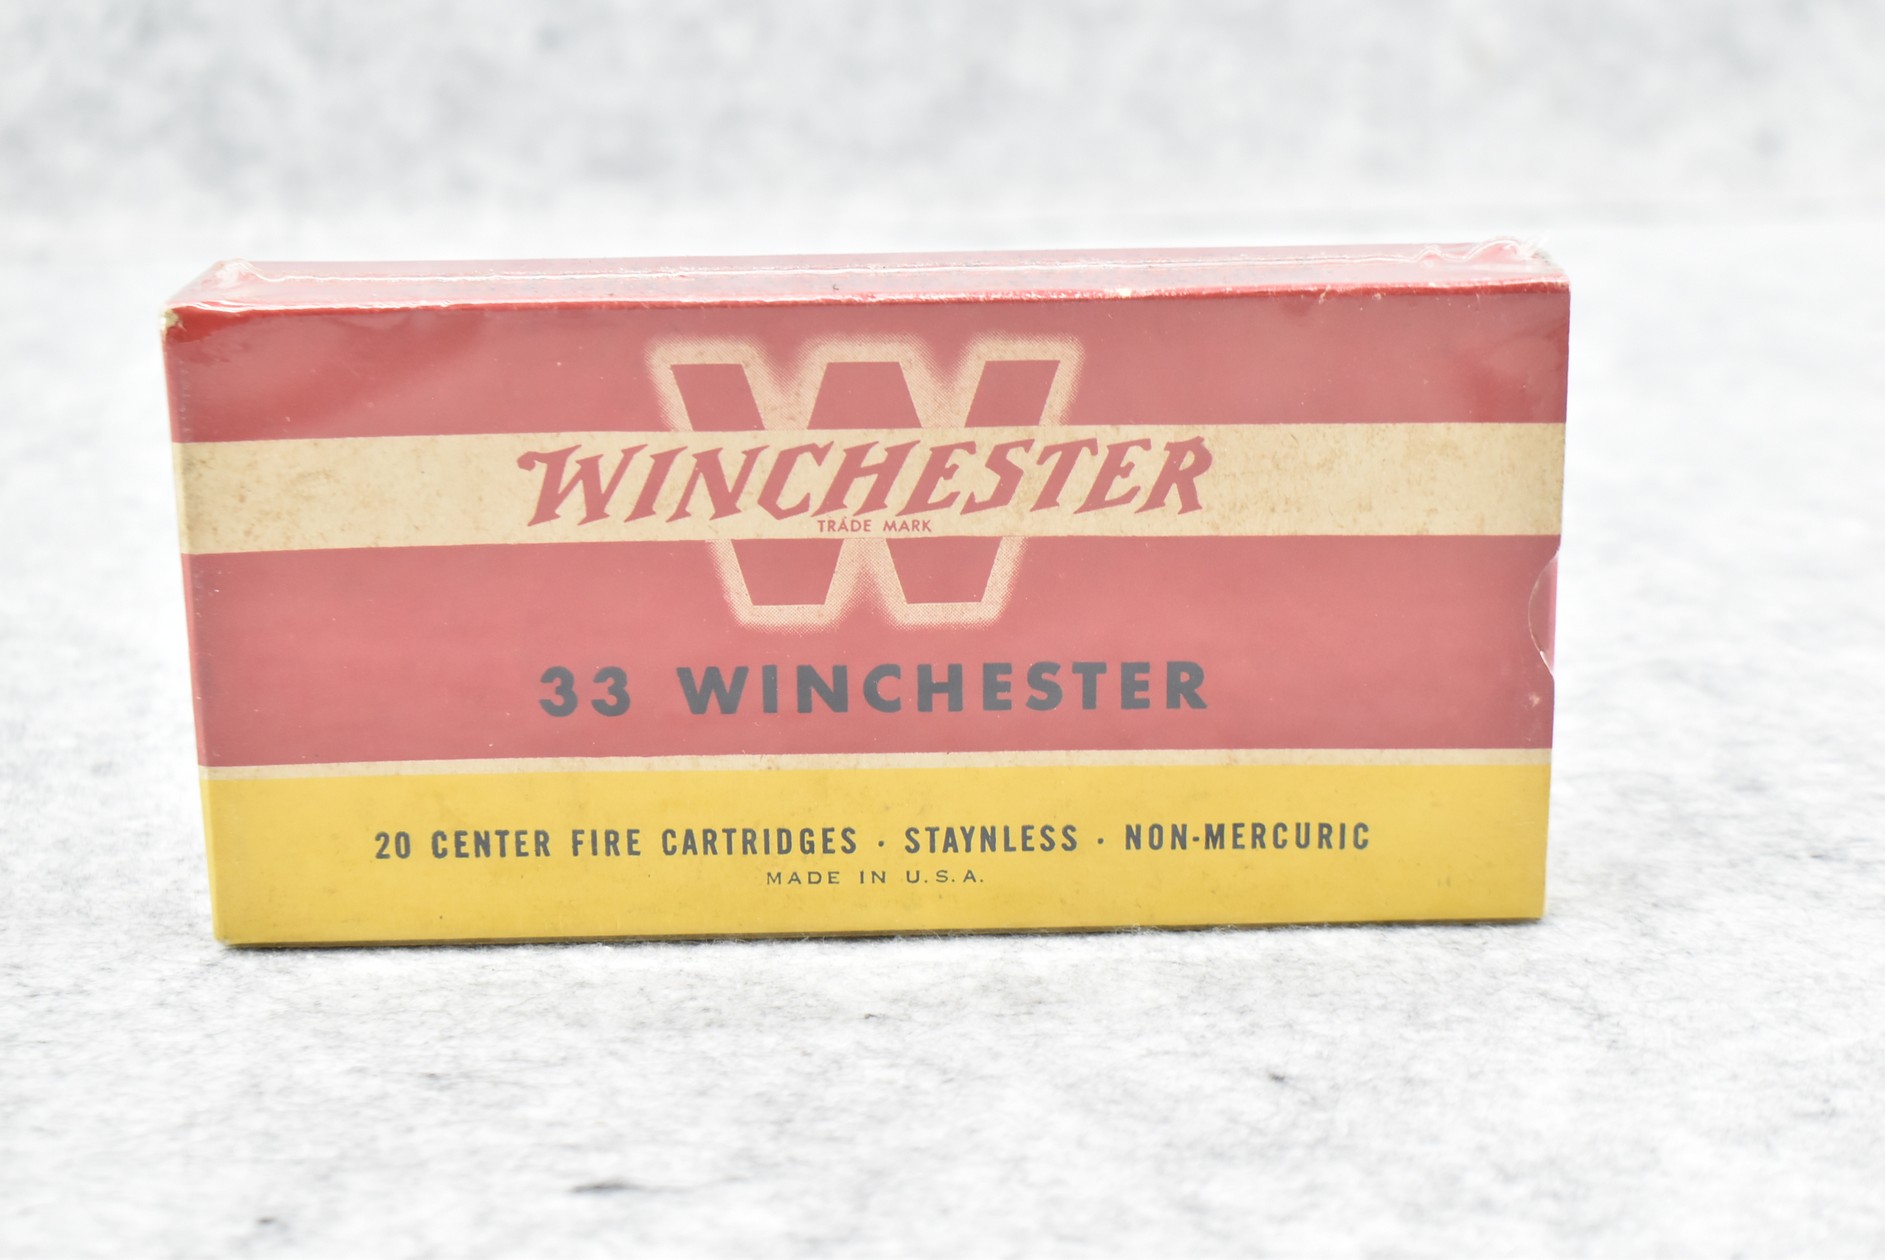 W
WINCHESTER
TRADE MARK
33 WINCHESTER
20 CENTER FIRE CARTRIDGES · STAYNLESS · NON-MERCURIC
MADE IN U.S.A.